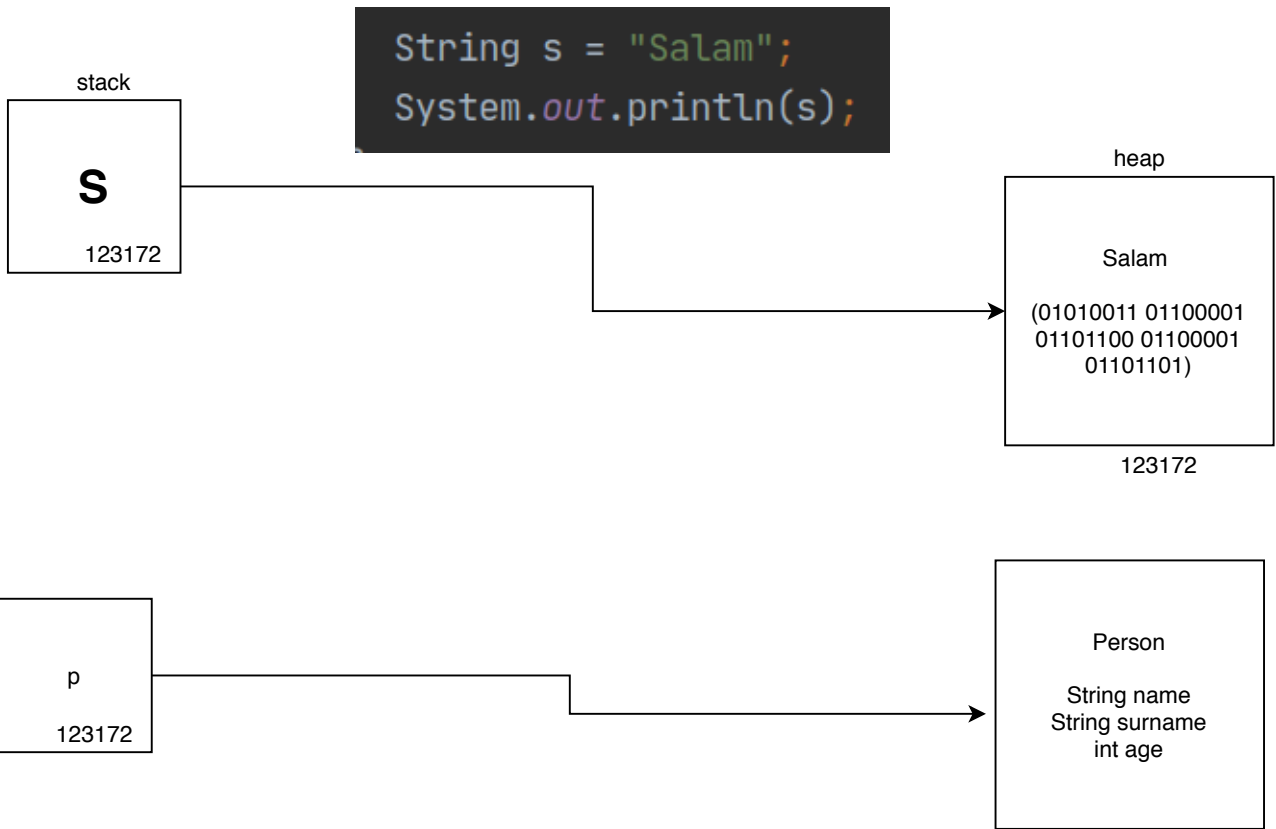 String s = "Salam";
System.out.println(s);
stack
S
123172
heap
Salam
(01010011 01100001
01101100 01100001
01101101)
123172
p
123172
Person
String name
String surname
int age